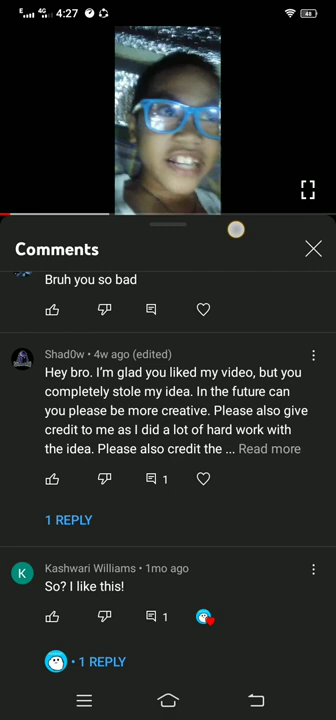 E 4G 4:27 48
Comments
Bruh you so bad
Shad0w • 4w ago (edited)
Hey bro. I'm glad you liked my video, but you
completely stole my idea. In the future can
you please be more creative. Please also give
credit to me as I did a lot of hard work with
the idea. Please also credit the ... Read more
1
1 REPLY
K
Kashwari Williams • 1mo ago
So? I like this!
1
• 1 REPLY